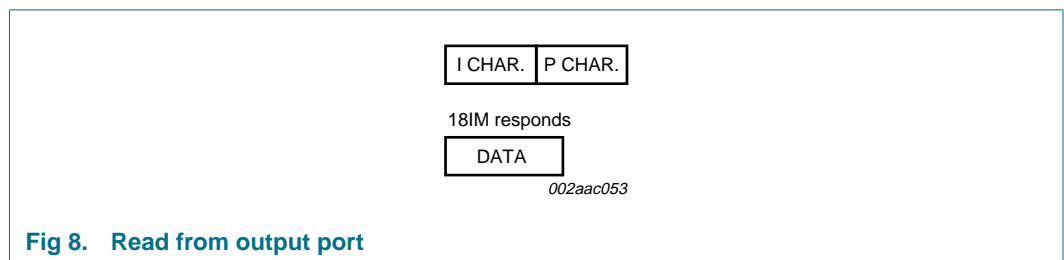 I CHAR. P CHAR.
18IM responds
DATA
002aac053
Fig 8. Read from output port